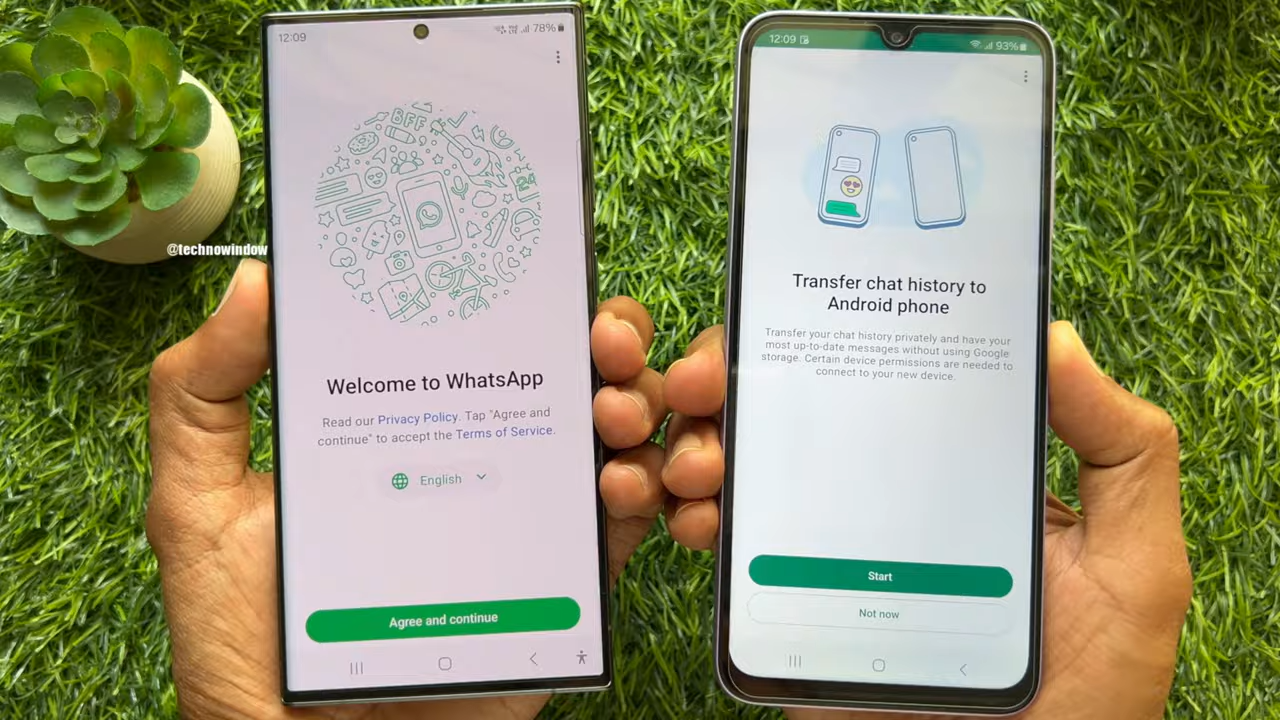 12:09
78%
BFF
24
Welcome to WhatsApp
Read our Privacy Policy. Tap "Agree and
continue" to accept the Terms of Service.
English
Agree and continue
@technowindow
12:09
93%
Transfer chat history to
Android phone
Transfer your chat history privately and have your
most up-to-date messages without using Google
storage. Certain device permissions are needed to
connect to your new device.
Start
Not now